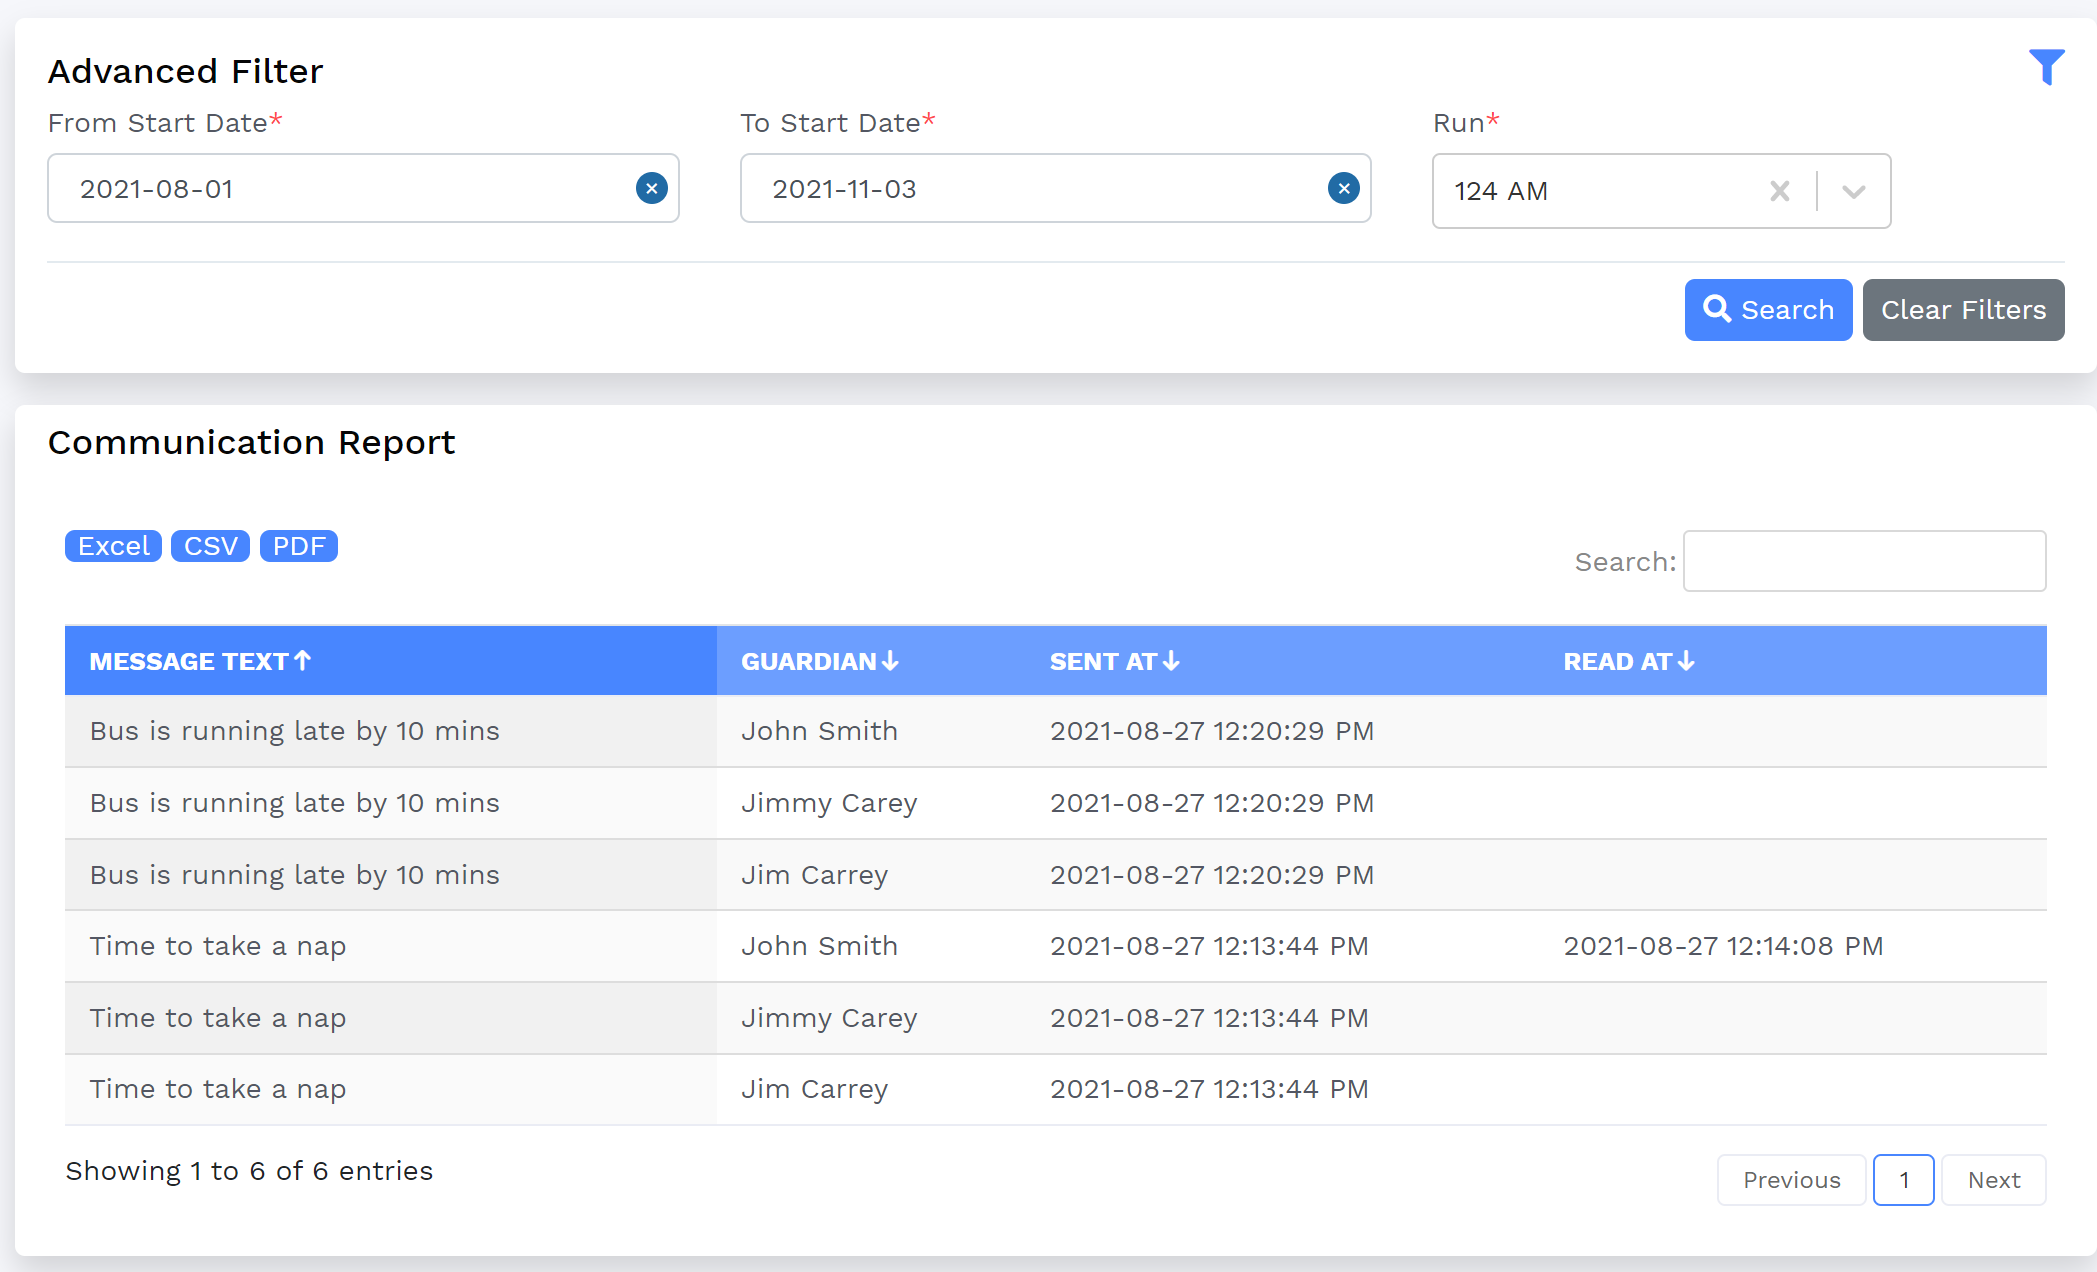 Advanced Filter
From Start Date* To Start Date* Run*
2021-08-01 2021-11-03 124 AM
Search Clear Filters
Communication Report
Excel CSV PDF Search:
MESSAGE TEXT↑ GUARDIAN↓ SENT AT↓ READ AT↓
Bus is running late by 10 mins John Smith 2021-08-27 12:20:29 PM
Bus is running late by 10 mins Jimmy Carey 2021-08-27 12:20:29 PM
Bus is running late by 10 mins Jim Carrey 2021-08-27 12:20:29 PM
Time to take a nap John Smith 2021-08-27 12:13:44 PM 2021-08-27 12:14:08 PM
Time to take a nap Jimmy Carey 2021-08-27 12:13:44 PM
Time to take a nap Jim Carrey 2021-08-27 12:13:44 PM
Showing 1 to 6 of 6 entries Previous 1 Next